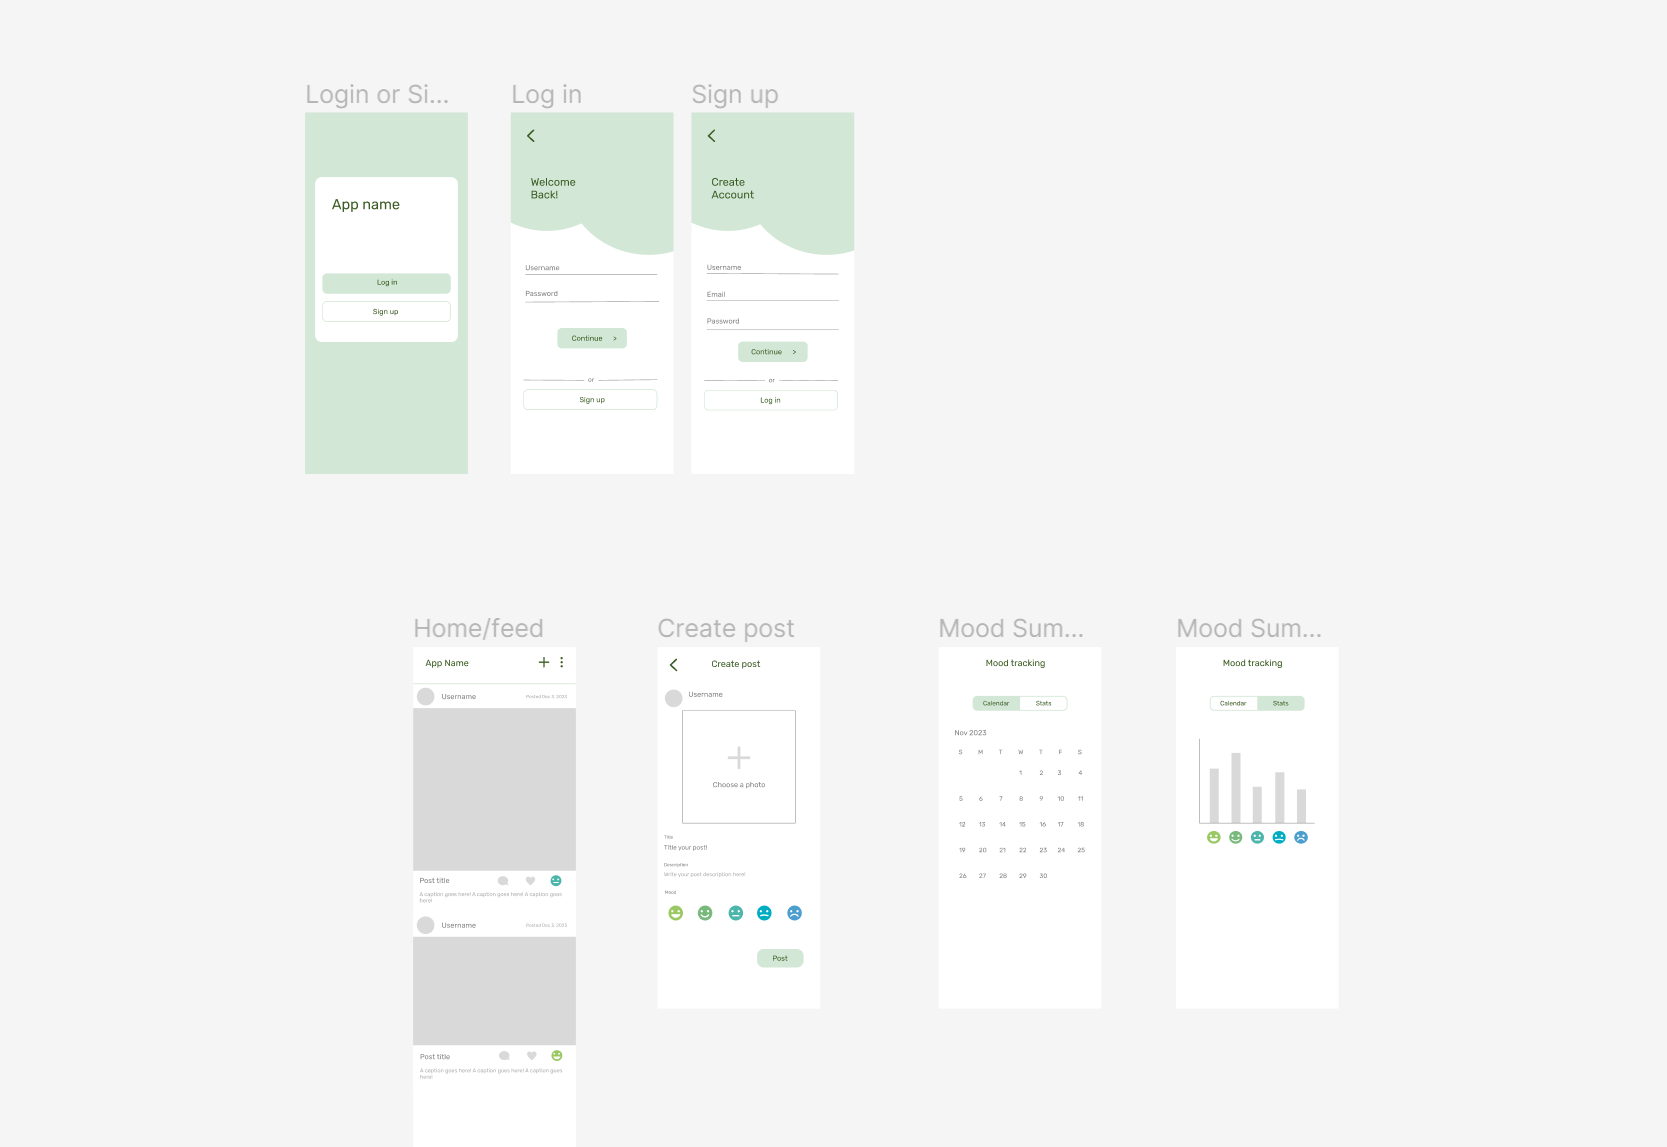 Login or Si...
App name
Log in
Sign up
Log in
Welcome
Back!
Username
Password
Continue >
or
Sign up
Sign up
Create
Account
Username
Email
Password
Continue >
or
Log in
Home/feed
App Name
Username
Posted Dec 3, 2023
Post title
A caption goes here! A caption goes here! A caption goes
here!
Username
Posted Dec 3, 2023
Post title
A caption goes here! A caption goes here! A caption goes
here!
Create post
Create post
Username
Choose a photo
Title
Title your post!
Description
Write your post description here!
Mood
Post
Mood Sum...
Mood tracking
Calendar Stats
Nov 2023
S M T W T F S
1 2 3 4
5 6 7 8 9 10 11
12 13 14 15 16 17 18
19 20 21 22 23 24 25
26 27 28 29 30
Mood Sum...
Mood tracking
Calendar Stats